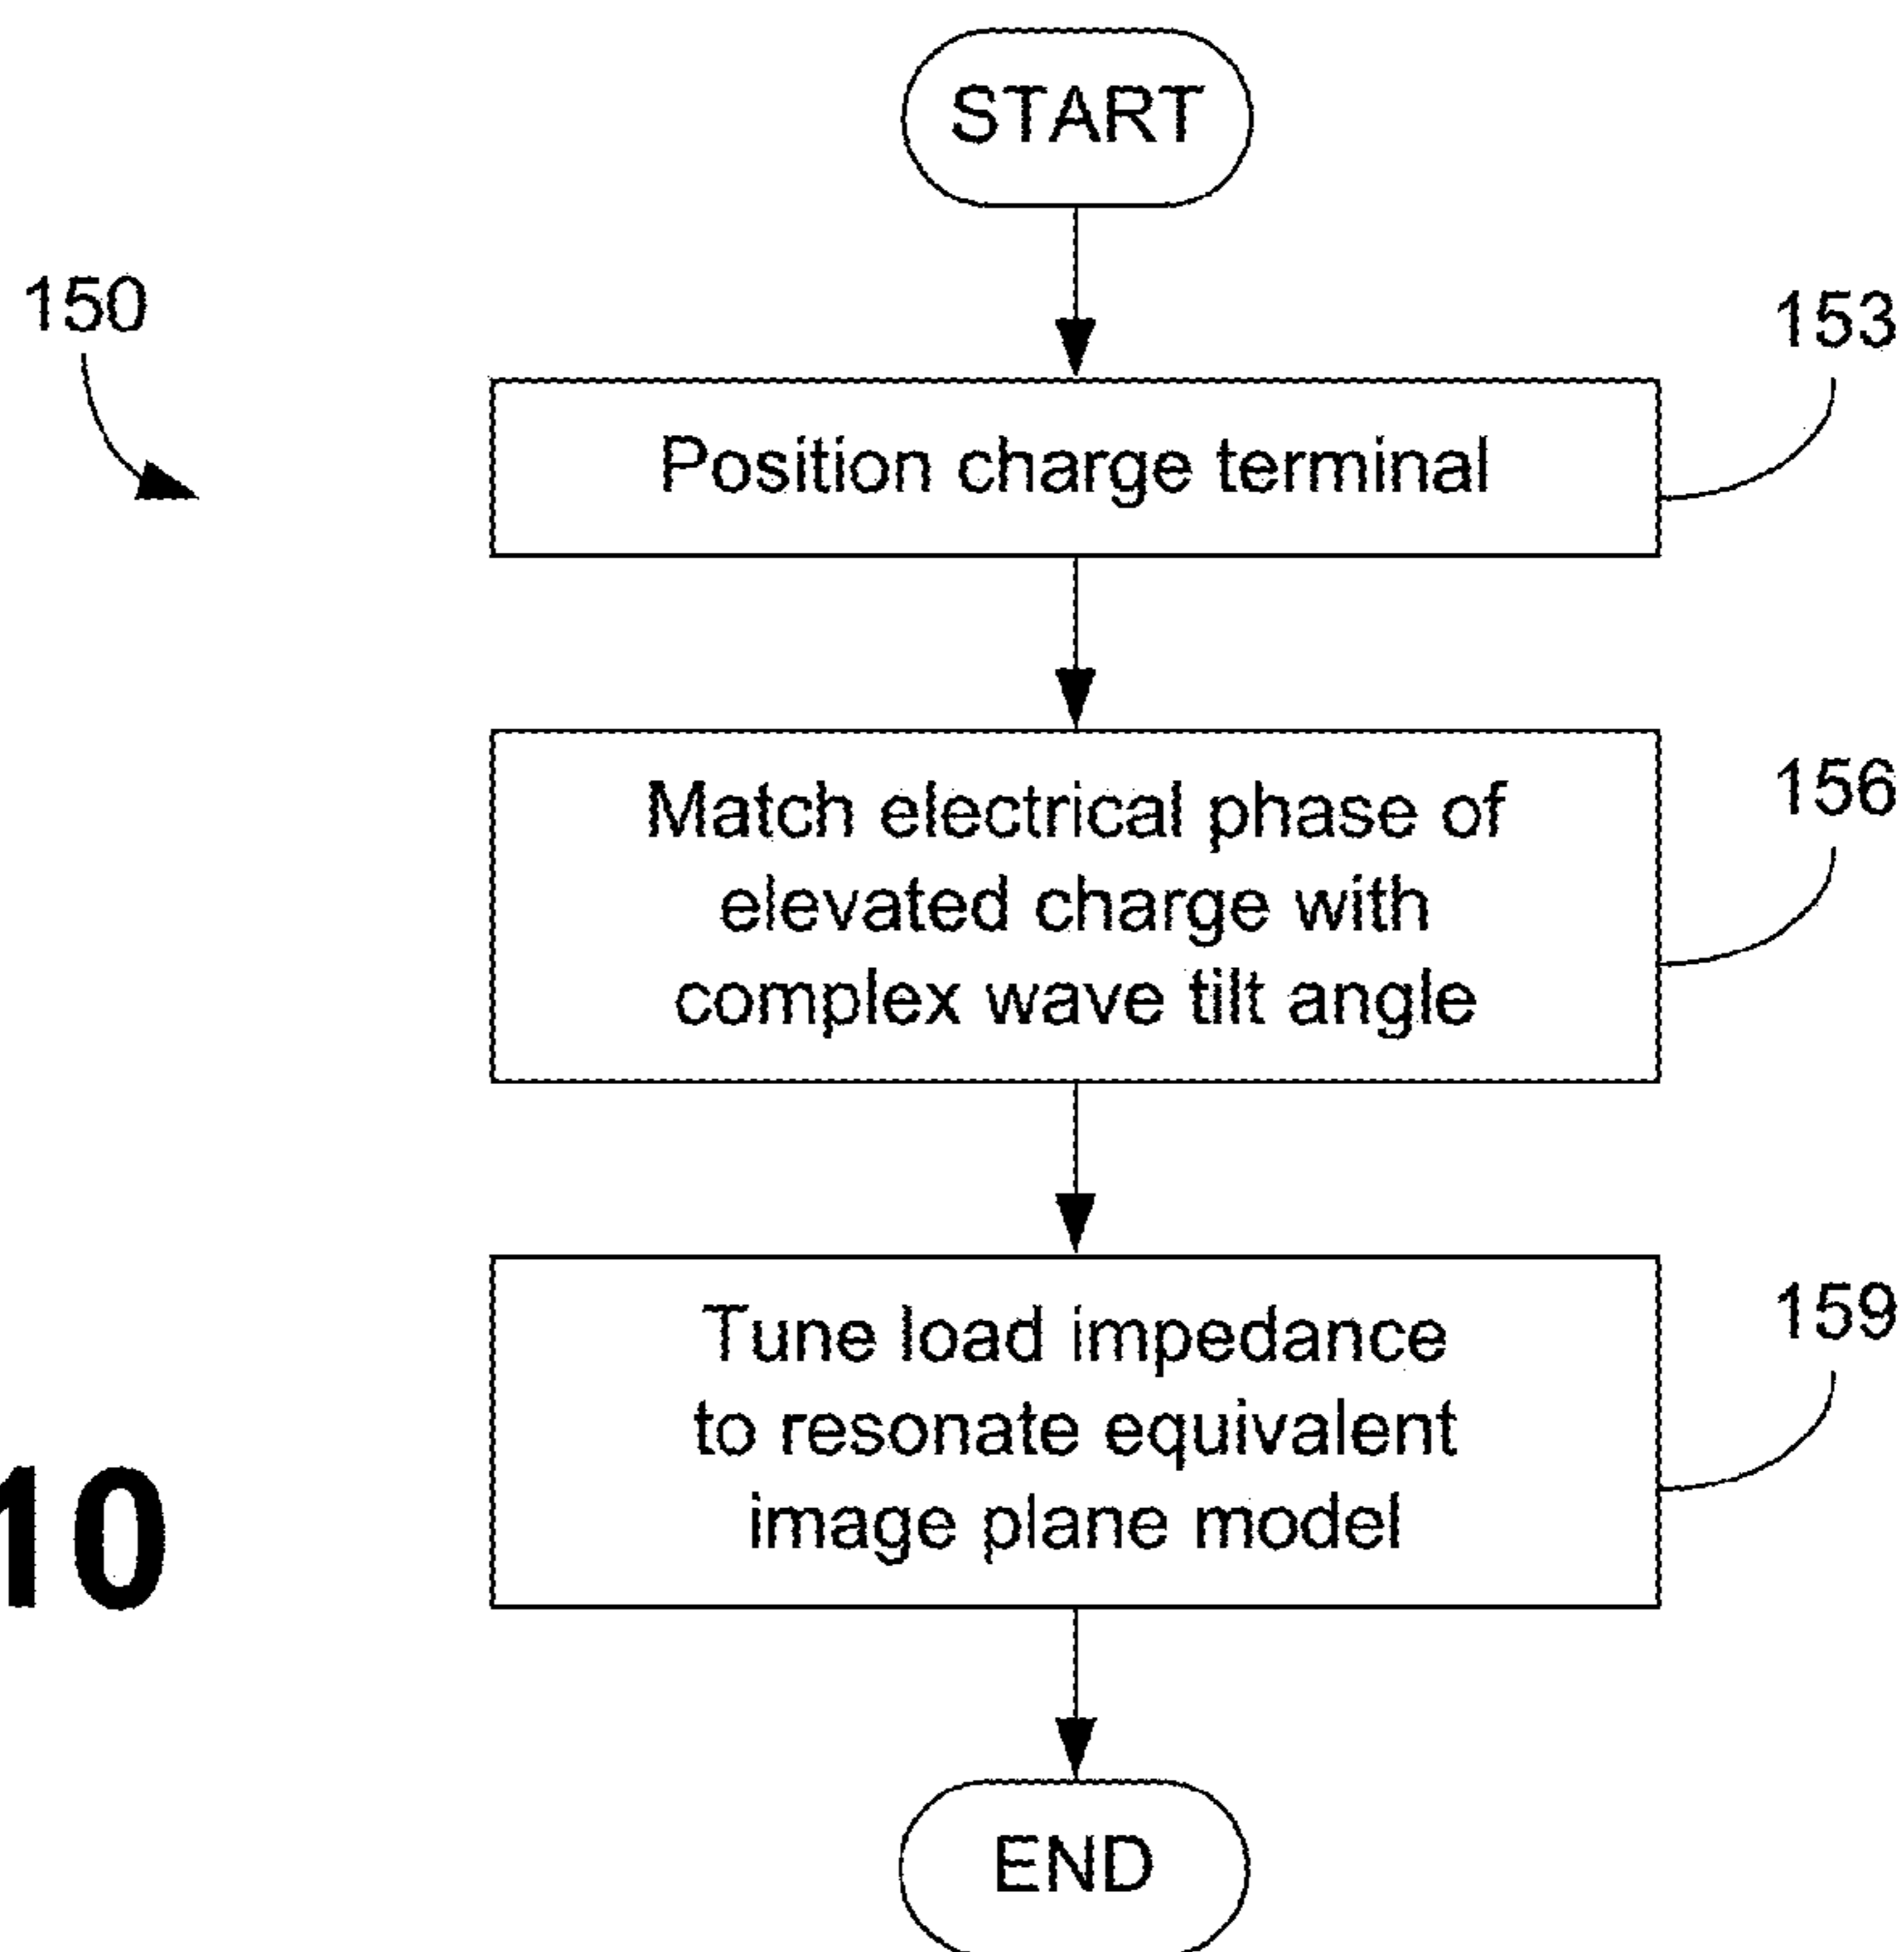 START
150
153
Position charge terminal
156
Match electrical phase of
elevated charge with
complex wave tilt angle
159
Tune load impedance
to resonate equivalent
image plane model
10
END